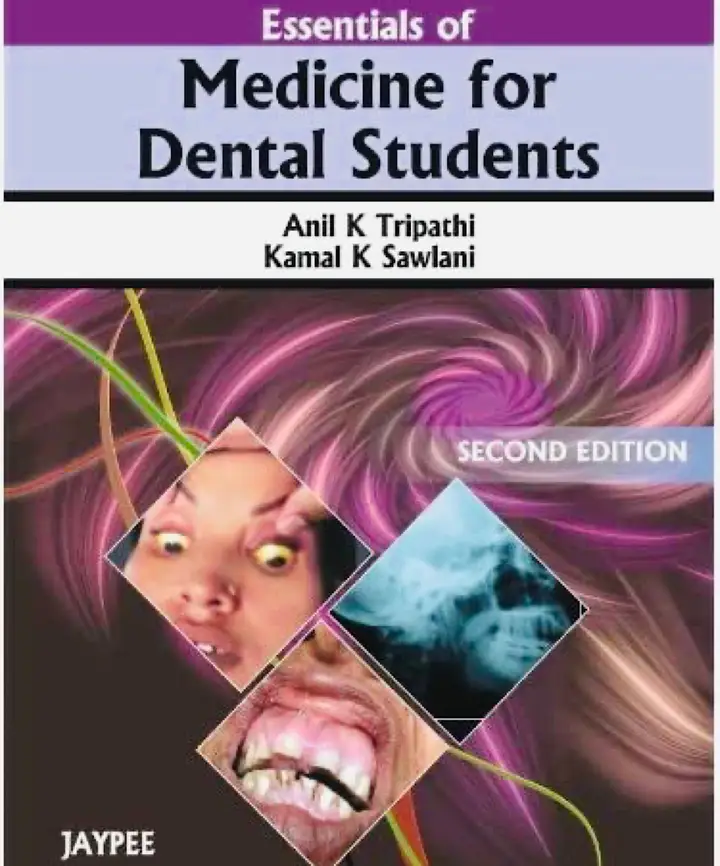 Essentials of
Medicine for
Dental Students
Anil K Tripathi
Kamal K Sawlani
SECOND EDITION
JAYPEE